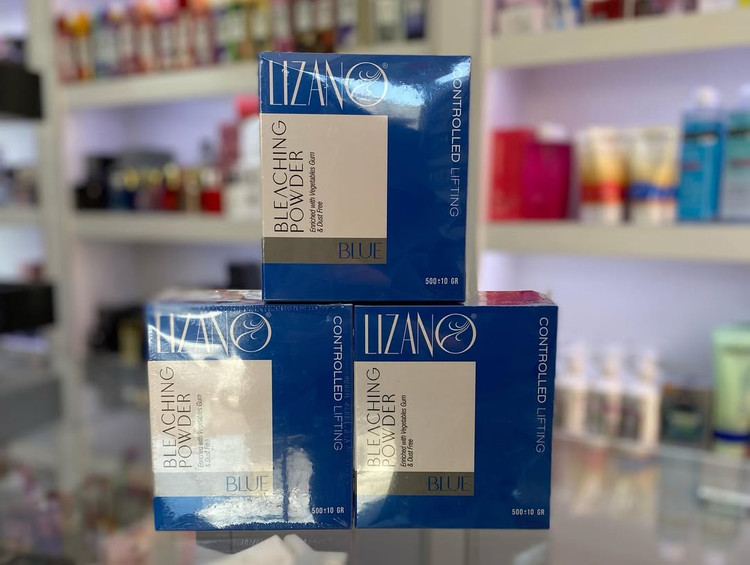 LIZANO®
BLEACHING
POWDER
Enriched with Vegetables Gum
& Dust Free
BLUE
CONTROLLED LIFTING
500±10 GR
LIZANO
BLEACHING
POWDER
Enriched with Vegetables Gum
& Dust Free
BLUE
CONTROLLED LIFTING
500±10 GR
LIZANO
BLEACHING
POWDER
Enriched with Vegetables Gum
& Dust Free
BLUE
CONTROLLED LIFTING
500±10 GR